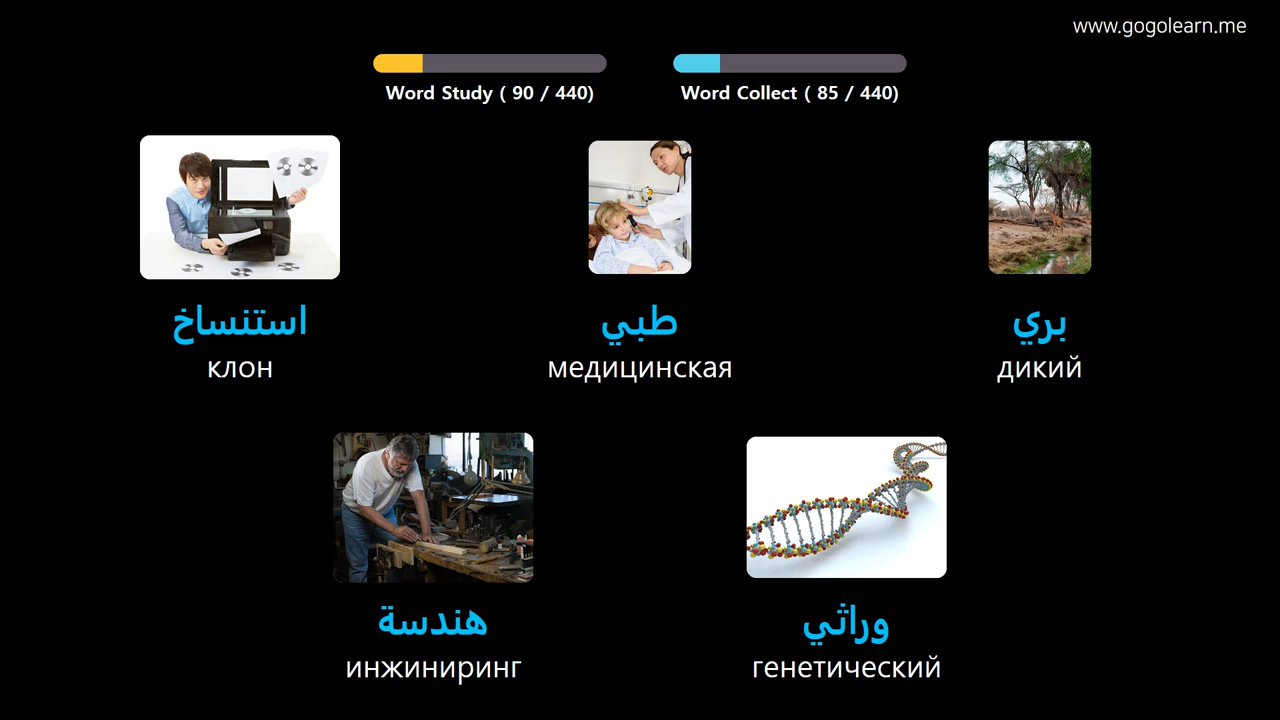 www.gogolearn.me
Word Study ( 90 / 440)
Word Collect ( 85 / 440)
استنساخ
клон
طبي
медицинская
بري
дикий
هندسة
инжиниринг
وراثي
генетический